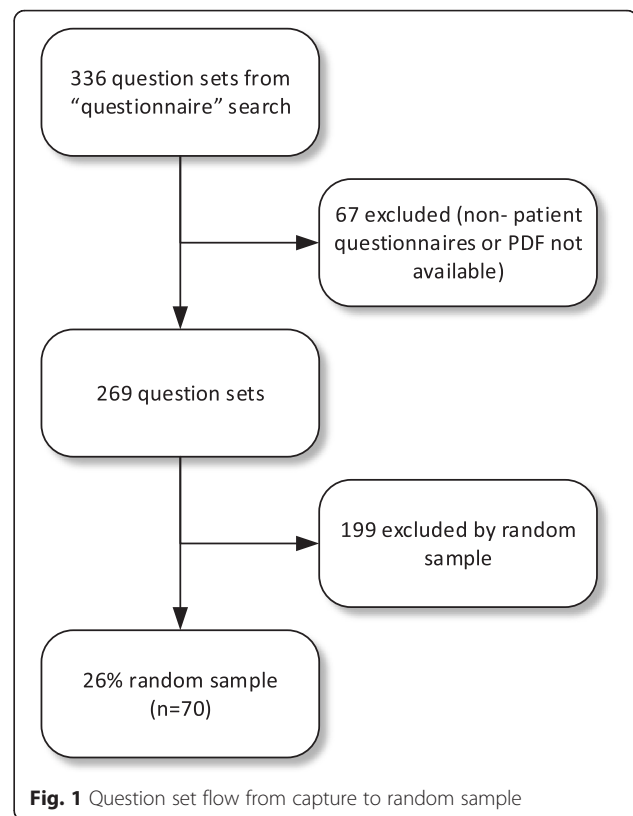 336 question sets from
“questionnaire” search
67 excluded (non- patient
questionnaires or PDF not
available)
269 question sets
199 excluded by random
sample
26% random sample
(n=70)
Fig. 1 Question set flow from capture to random sample